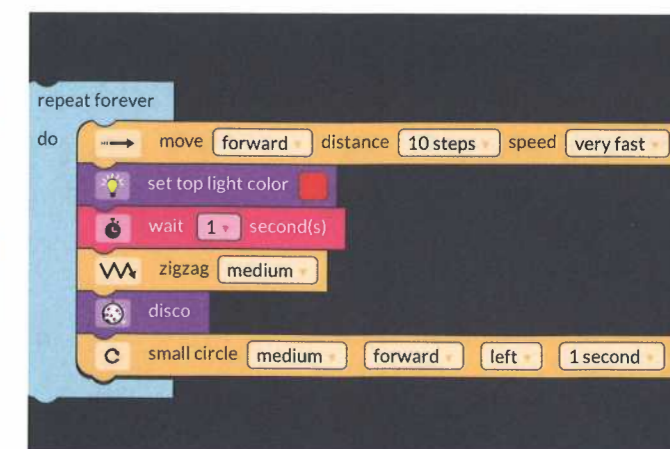 repeat forever
do move forward distance 10 steps speed very fast
set top light color
wait 1 second(s)
zigzag medium
disco
small circle medium forward left 1 second